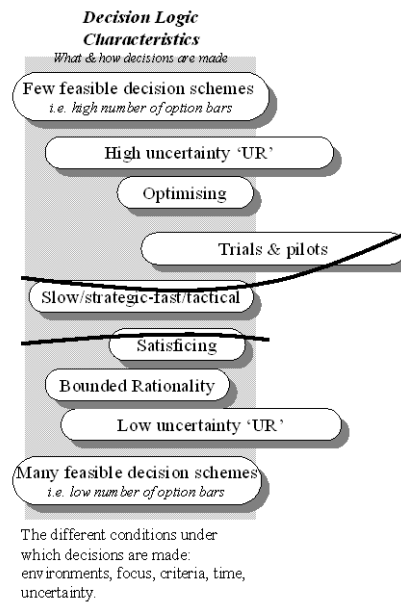 Decision Logic
Characteristics
What & how decisions are made
Few feasible decision schemes
i.e. high number of option bars
High uncertainty ‘UR’
Optimising
Trials & pilots
Slow/strategic-fast/tactical
Satisficing
Bounded Rationality
Low uncertainty ‘UR’
Many feasible decision schemes
i.e. low number of option bars
The different conditions under
which decisions are made:
environments, focus, criteria, time,
uncertainty.